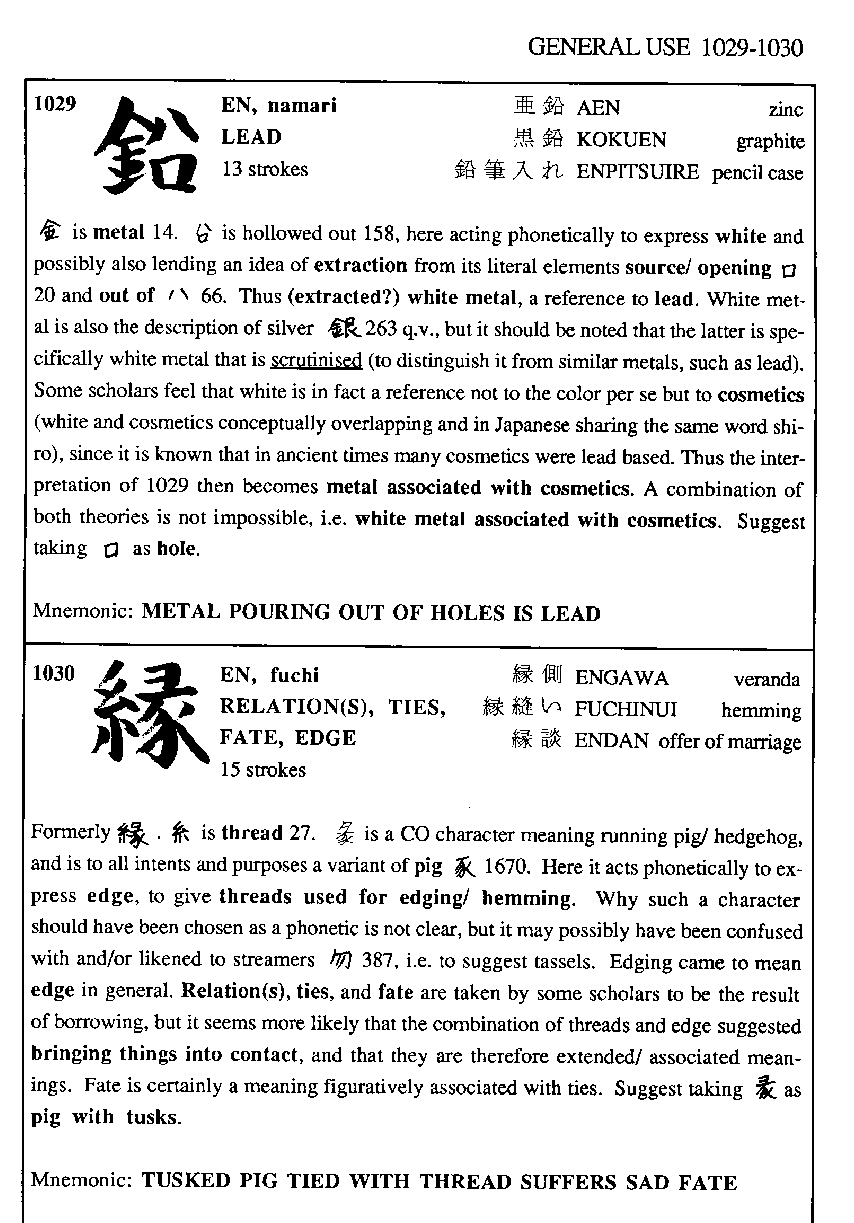 GENERAL USE 1029-1030
1029 鉛 EN, namari 亜鉛 AEN zinc
LEAD 黒鉛 KOKUEN graphite
13 strokes 鉛筆入れ ENPITSUIRE pencil case
金 is metal 14. 㕣 is hollowed out 158, here acting phonetically to express white and
possibly also lending an idea of extraction from its literal elements source/ opening 口
20 and out of ハ 66. Thus (extracted?) white metal, a reference to lead. White met-
al is also the description of silver 銀 263 q.v., but it should be noted that the latter is spe-
cifically white metal that is scrutinised (to distinguish it from similar metals, such as lead).
Some scholars feel that white is in fact a reference not to the color per se but to cosmetics
(white and cosmetics conceptually overlapping and in Japanese sharing the same word shi-
ro), since it is known that in ancient times many cosmetics were lead based. Thus the inter-
pretation of 1029 then becomes metal associated with cosmetics. A combination of
both theories is not impossible, i.e. white metal associated with cosmetics. Suggest
taking 口 as hole.
Mnemonic: METAL POURING OUT OF HOLES IS LEAD
1030 縁 EN, fuchi 縁側 ENGAWA veranda
RELATION(S), TIES, 縁縫い FUCHINUI hemming
FATE, EDGE 縁談 ENDAN offer of marriage
15 strokes
Formerly 緣. 糸 is thread 27. 彖 is a CO character meaning running pig/ hedgehog,
and is to all intents and purposes a variant of pig 豕 1670. Here it acts phonetically to ex-
press edge, to give threads used for edging/ hemming. Why such a character
should have been chosen as a phonetic is not clear, but it may possibly have been confused
with and/or likened to streamers 勿 387, i.e. to suggest tassels. Edging came to mean
edge in general. Relation(s), ties, and fate are taken by some scholars to be the result
of borrowing, but it seems more likely that the combination of threads and edge suggested
bringing things into contact, and that they are therefore extended/ associated mean-
ings. Fate is certainly a meaning figuratively associated with ties. Suggest taking 彖 as
pig with tusks.
Mnemonic: TUSKED PIG TIED WITH THREAD SUFFERS SAD FATE